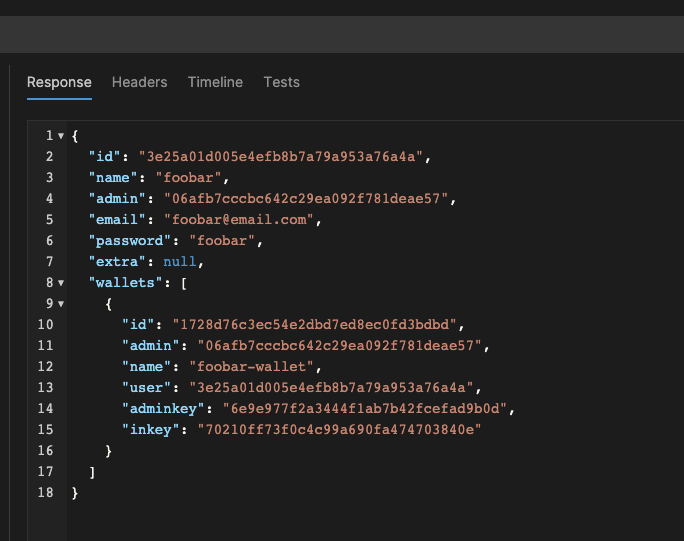 Response Headers Timeline Tests
1 {
2 "id": "3e25a01d005e4efb8b7a79a953a76a4a",
3 "name": "foobar",
4 "admin": "06afb7cccbc642c29ea092f781deae57",
5 "email": "foobar@email.com",
6 "password": "foobar",
7 "extra": null,
8 "wallets": [
9 {
10 "id": "1728d76c3ec54e2dbd7ed8ec0fd3bdbd",
11 "admin": "06afb7cccbc642c29ea092f781deae57",
12 "name": "foobar-wallet",
13 "user": "3e25a01d005e4efb8b7a79a953a76a4a",
14 "adminkey": "6e9e977f2a3444f1ab7b42fcefad9b0d",
15 "inkey": "70210ff73f0c4c99a690fa474703840e"
16 }
17 ]
18 }